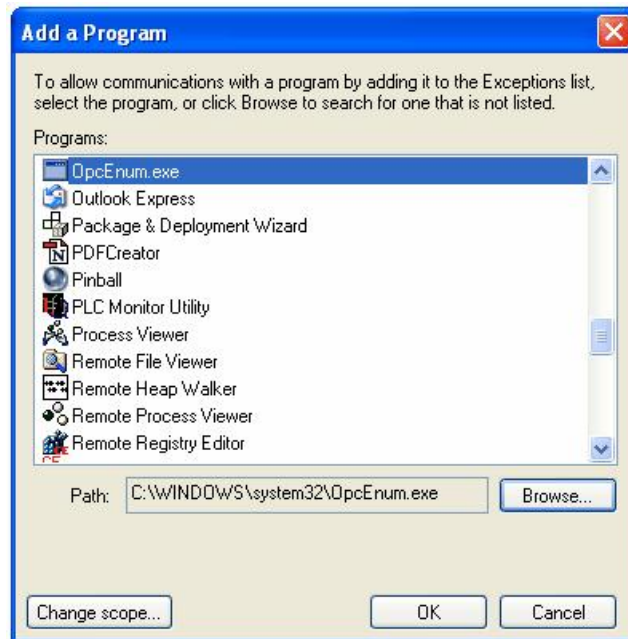 Add a Program
To allow communications with a program by adding it to the Exceptions list,
select the program, or click Browse to search for one that is not listed.
Programs:
OpcEnum.exe
Outlook Express
Package & Deployment Wizard
PDFCreator
Pinball
PLC Monitor Utility
Process Viewer
Remote File Viewer
Remote Heap Walker
Remote Process Viewer
Remote Registry Editor
Path: C:\WINDOWS\system32\OpcEnum.exe Browse...
Change scope... OK Cancel